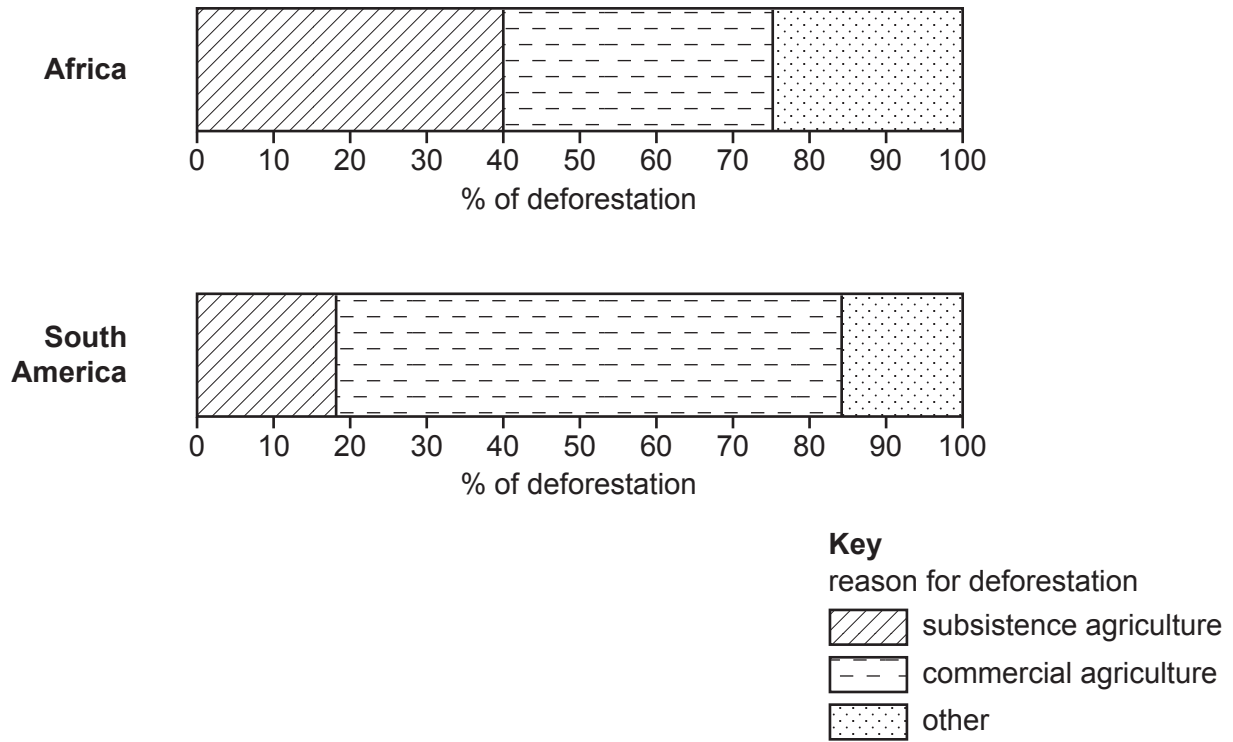 Africa
0 10 20 30 40 50 60 70 80 90 100
% of deforestation
South
America
0 10 20 30 40 50 60 70 80 90 100
% of deforestation
Key
reason for deforestation
subsistence agriculture
commercial agriculture
other